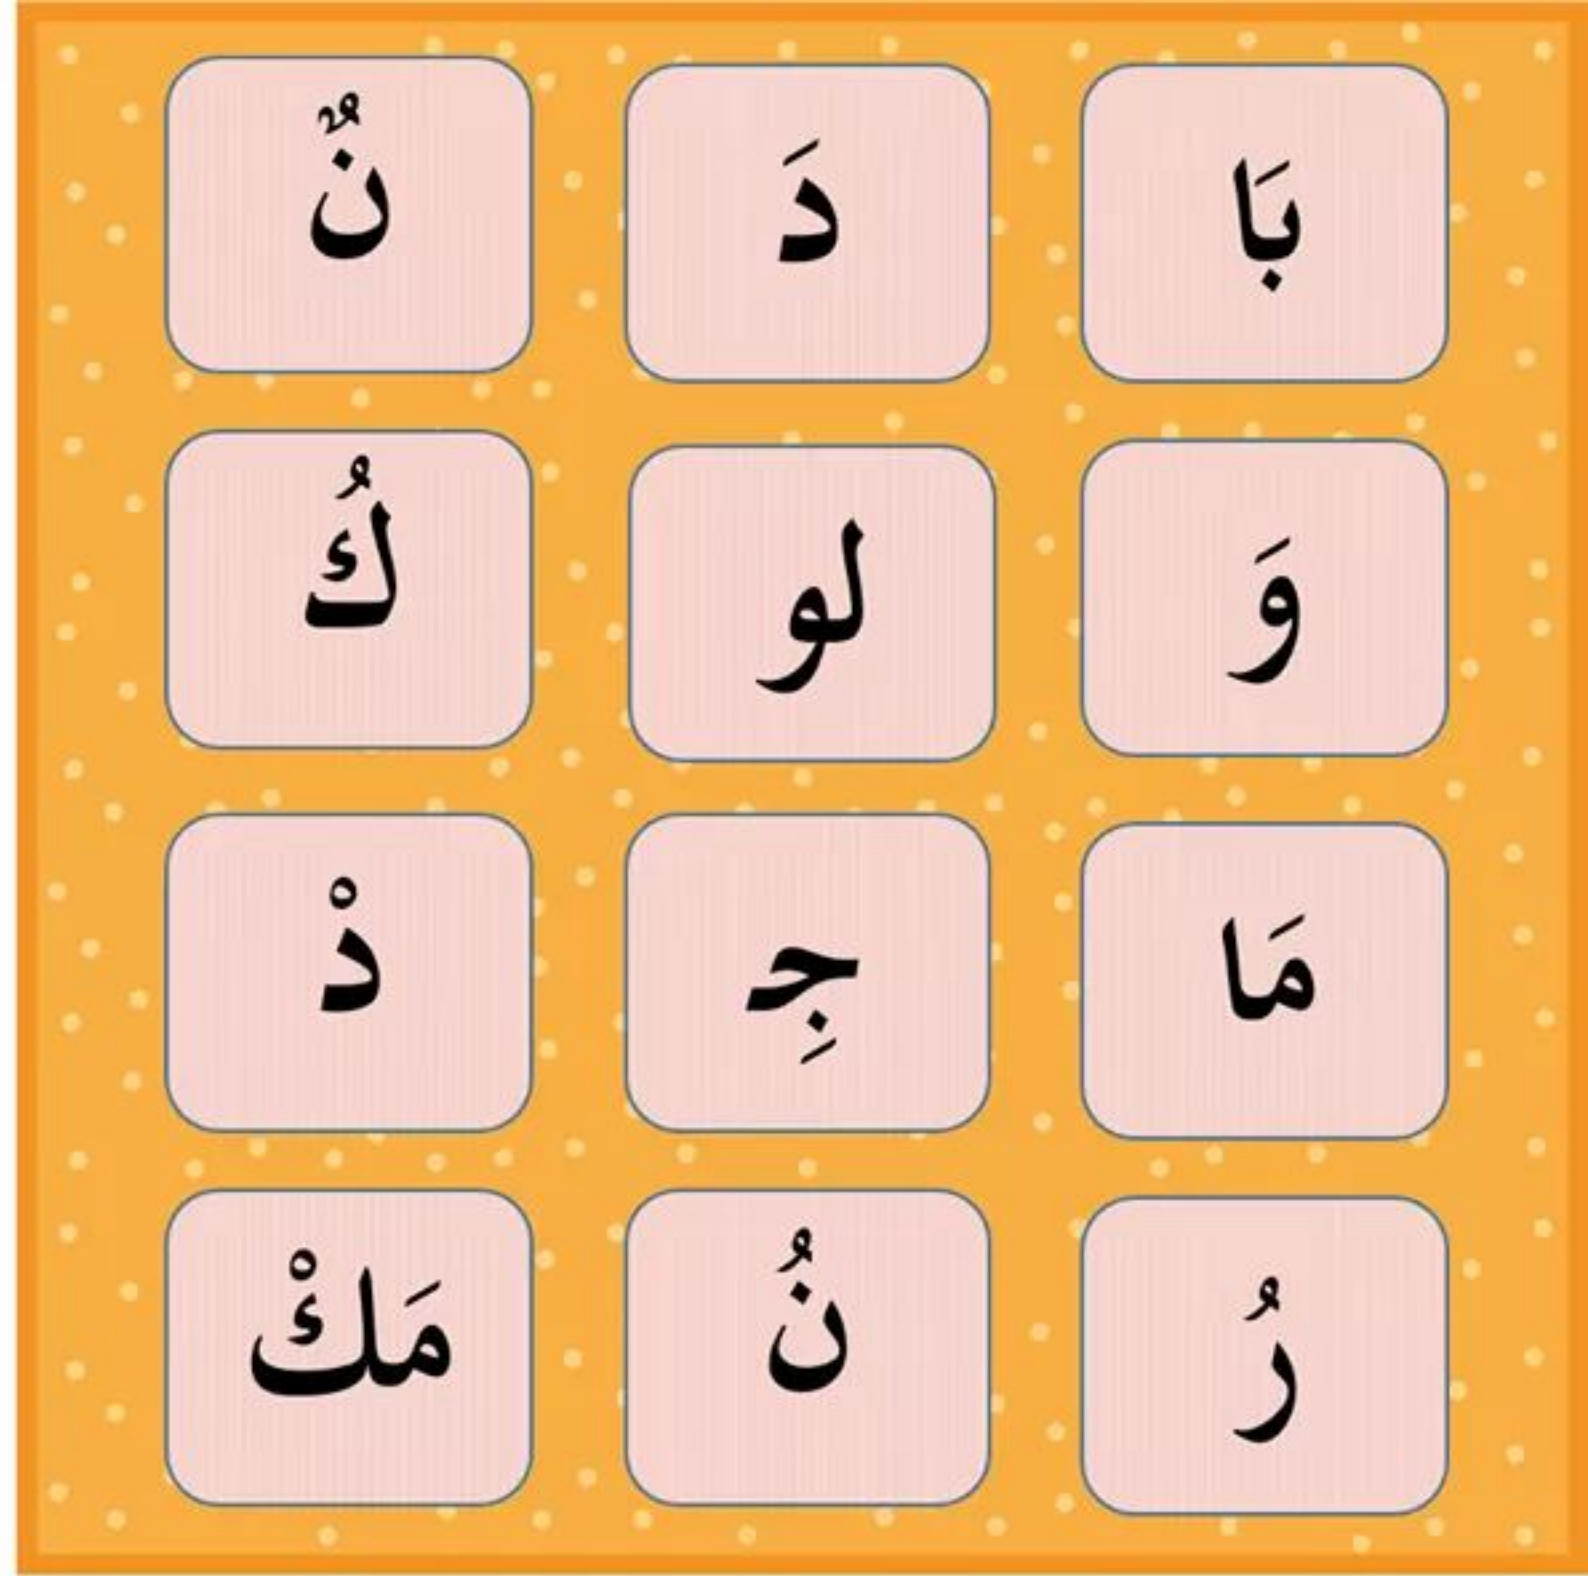 بَا دَ نٌ
وَ لو كُ
مَا جِـ ذْ
رُ نُ مَكْ